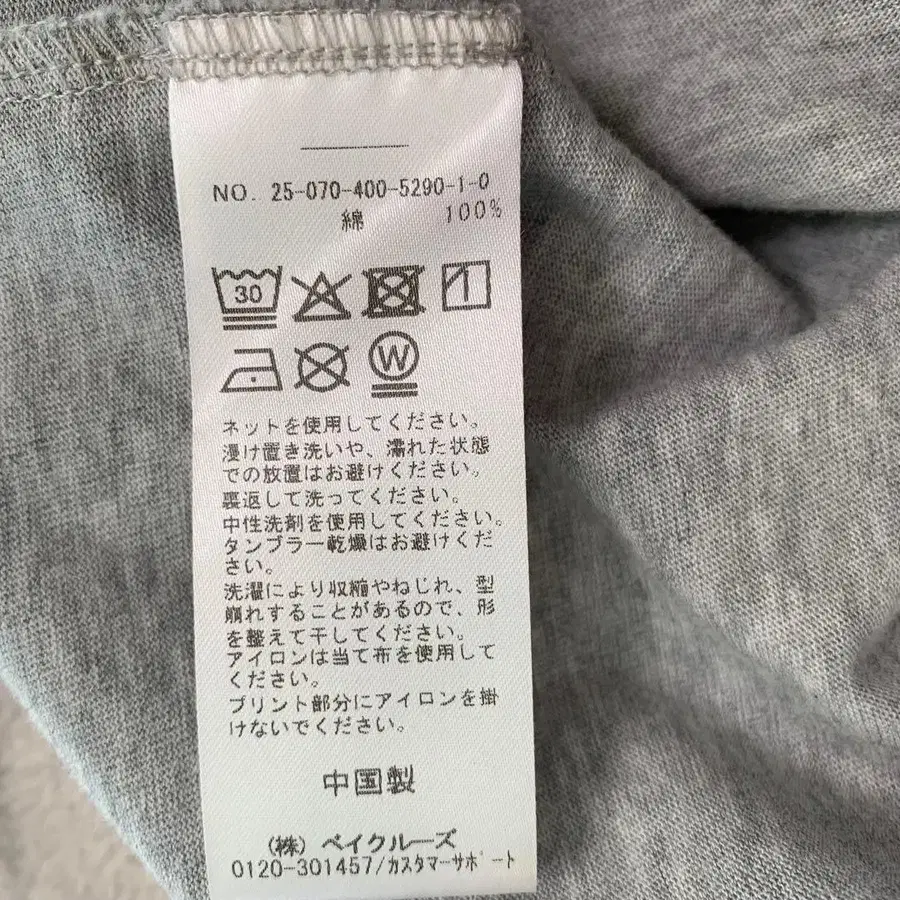 NO. 25-070-400-5290-1-0
綿 100%
30
W
ネットを使用してください。
浸け置き洗いや、濡れた状態
での放置はお避けください。
裏返して洗ってください。
中性洗剤を使用してください。
タンブラー乾燥はお避けくだ
さい。
洗濯により収縮やねじれ、型
崩れすることがあるので、形
を整えて干してください。
アイロンは当て布を使用して
ください。
プリント部分にアイロンを掛
けないでください。
中国製
(株) ベイクルーズ
0120-301457/カスタマーサポート